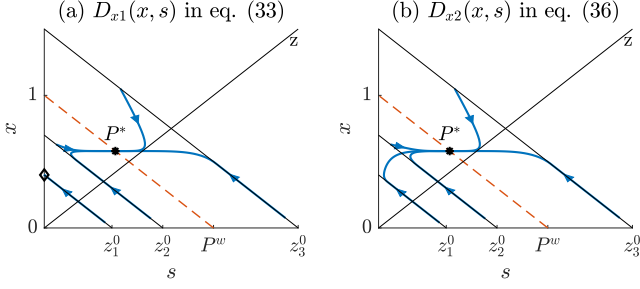 (a) $D_{x1}(x, s)$ in eq. (33)
z
1
x
P*
0
$z_1^0$
$z_2^0$
$P^w$
$z_3^0$
s
(b) $D_{x2}(x, s)$ in eq. (36)
z
1
x
P*
0
$z_1^0$
$z_2^0$
$P^w$
$z_3^0$
s